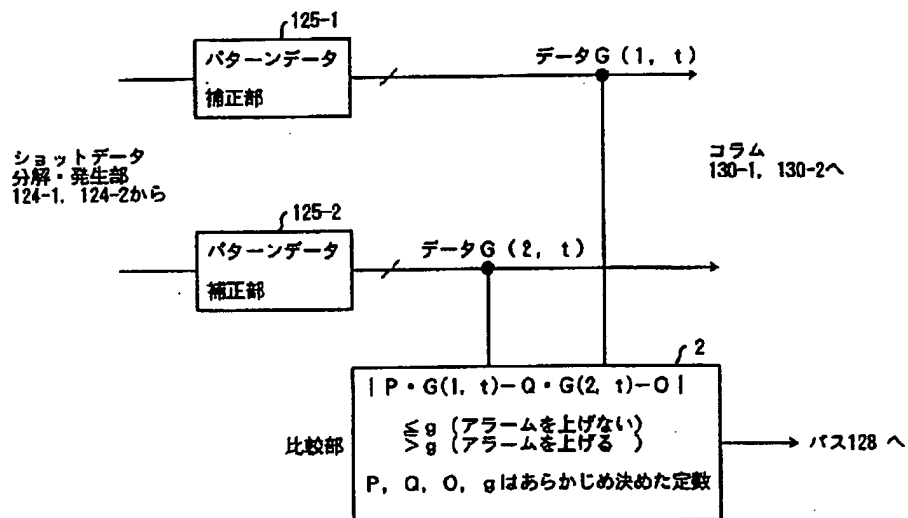 125-1
パターンデータ
補正部
データG (1, t)
ショットデータ
分解・発生部
124-1, 124-2から
コラム
130-1, 130-2へ
125-2
パターンデータ
補正部
データG (2, t)
2
| P・G(1, t)−Q・G(2, t)−O |
≦g (アラームを上げない)
>g (アラームを上げる )
比較部
バス128 へ
P, Q, O, gはあらかじめ決めた定数